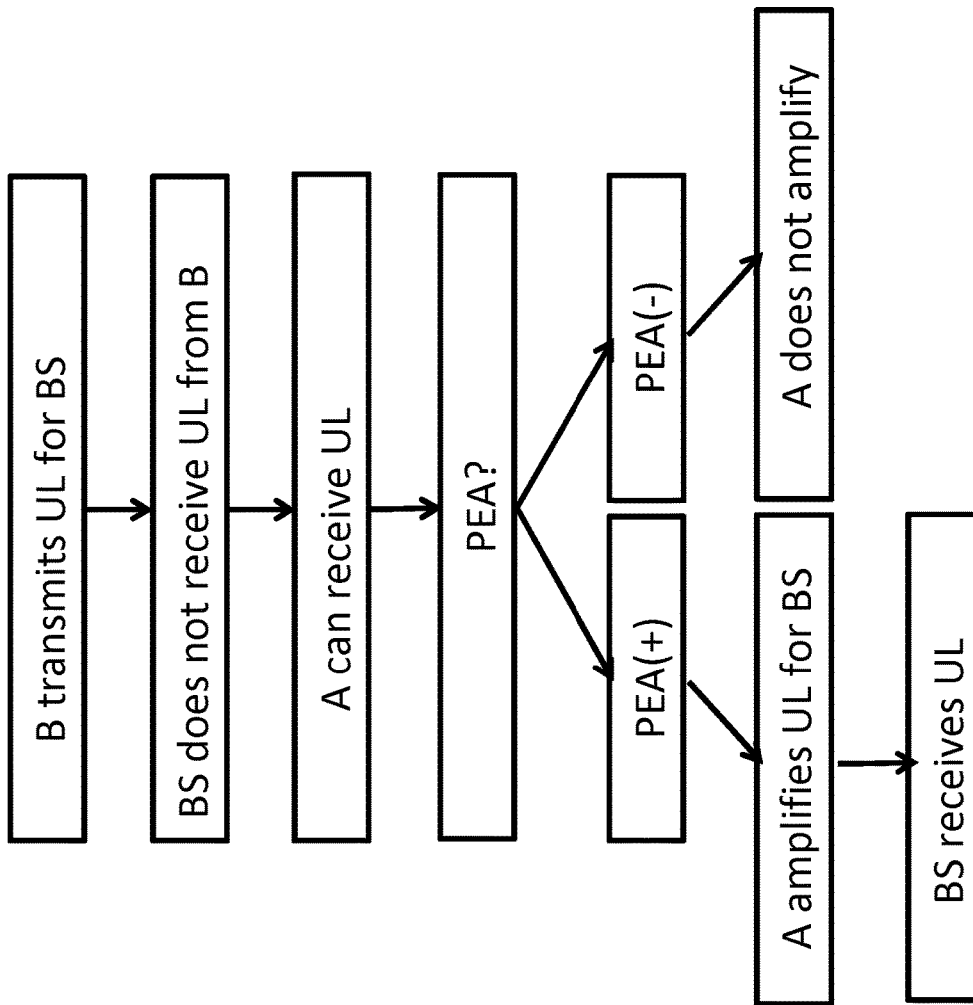 B transmits UL for BS
BS does not receive UL from B
A can receive UL
PEA?
PEA(+)
PEA(-)
A amplifies UL for BS
A does not amplify
BS receives UL